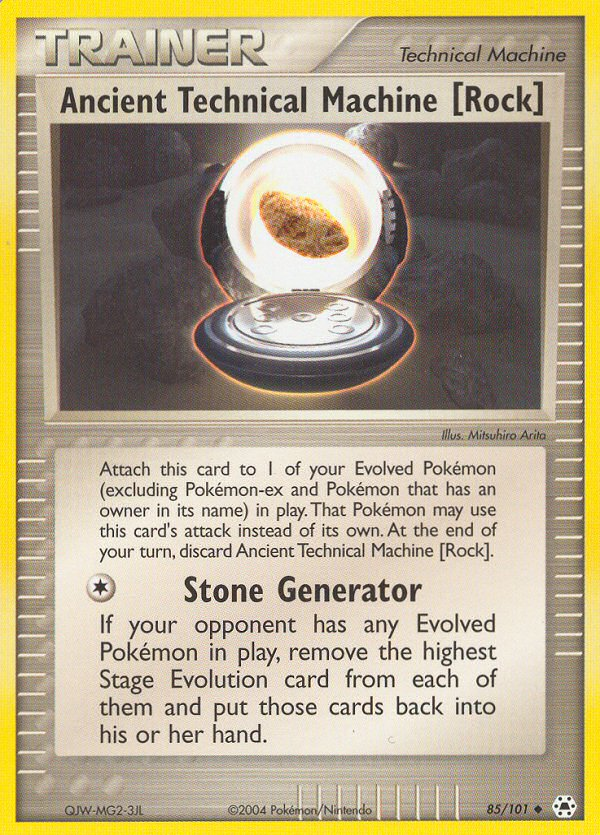 TRAINER
Technical Machine
Ancient Technical Machine [Rock]
Illus. Mitsuhiro Arita
Attach this card to 1 of your Evolved Pokémon
(excluding Pokémon-ex and Pokémon that has an
owner in its name) in play. That Pokémon may use
this card's attack instead of its own. At the end of
your turn, discard Ancient Technical Machine [Rock].
Stone Generator
If your opponent has any Evolved
Pokémon in play, remove the highest
Stage Evolution card from each of
them and put those cards back into
his or her hand.
QJW-MG2-3JL
©2004 Pokémon/Nintendo
85/101